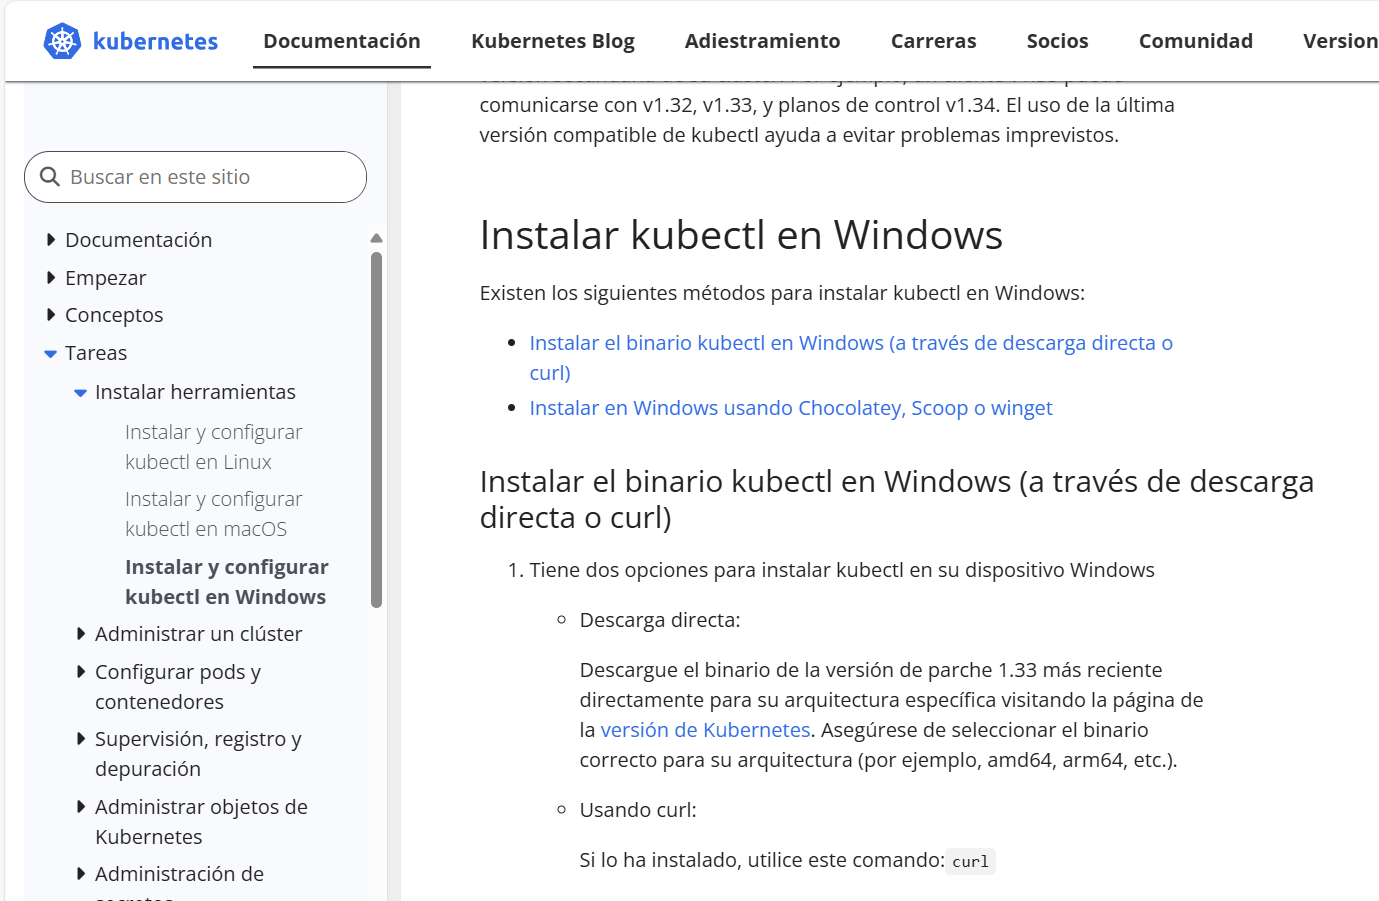 kubernetes
Documentación
Kubernetes Blog
Adiestramiento
Carreras
Socios
Comunidad
Version
Buscar en este sitio
Documentación
Empezar
Conceptos
Tareas
Instalar herramientas
Instalar y configurar
kubectl en Linux
Instalar y configurar
kubectl en macOS
Instalar y configurar
kubectl en Windows
Administrar un clúster
Configurar pods y
contenedores
Supervisión, registro y
depuración
Administrar objetos de
Kubernetes
Administración de
comunicarse con v1.32, v1.33, y planos de control v1.34. El uso de la última
versión compatible de kubectl ayuda a evitar problemas imprevistos.
Instalar kubectl en Windows
Existen los siguientes métodos para instalar kubectl en Windows:
Instalar el binario kubectl en Windows (a través de descarga directa o
curl)
Instalar en Windows usando Chocolatey, Scoop o winget
Instalar el binario kubectl en Windows (a través de descarga
directa o curl)
1. Tiene dos opciones para instalar kubectl en su dispositivo Windows
Descarga directa:
Descargue el binario de la versión de parche 1.33 más reciente
directamente para su arquitectura específica visitando la página de
la versión de Kubernetes. Asegúrese de seleccionar el binario
correcto para su arquitectura (por ejemplo, amd64, arm64, etc.).
Usando curl:
Si lo ha instalado, utilice este comando: curl